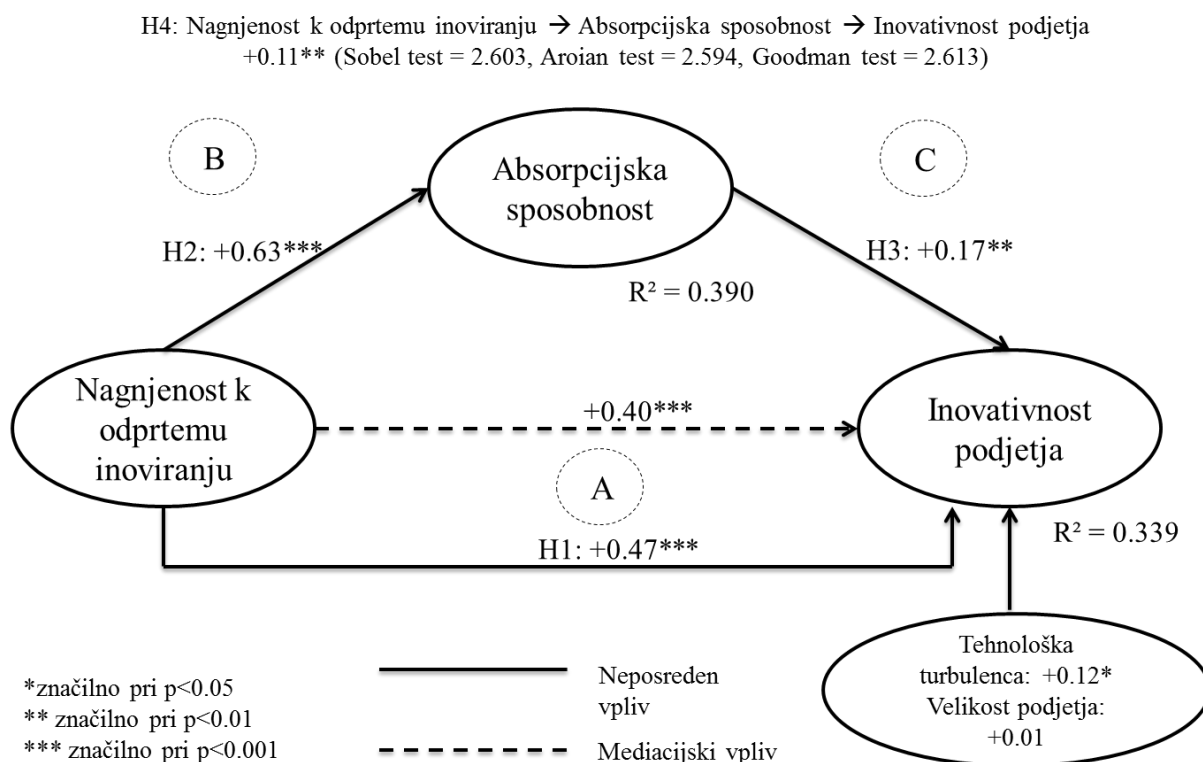 H4: Nagnjenost k odprtemu inoviranju → Absorpcijska sposobnost → Inovativnost podjetja
+0.11** (Sobel test = 2.603, Aroian test = 2.594, Goodman test = 2.613)
B
C
Absorpcijska
sposobnost
H2: +0.63***
H3: +0.17**
R² = 0.390
Nagnjenost k
odprtemu
inoviranju
+0.40***
Inovativnost
podjetja
A
H1: +0.47***
R² = 0.339
Tehnološka
turbulenca: +0.12*
Velikost podjetja:
+0.01
*značilno pri p<0.05
** značilno pri p<0.01
*** značilno pri p<0.001
Neposreden
vpliv
Mediacijski vpliv